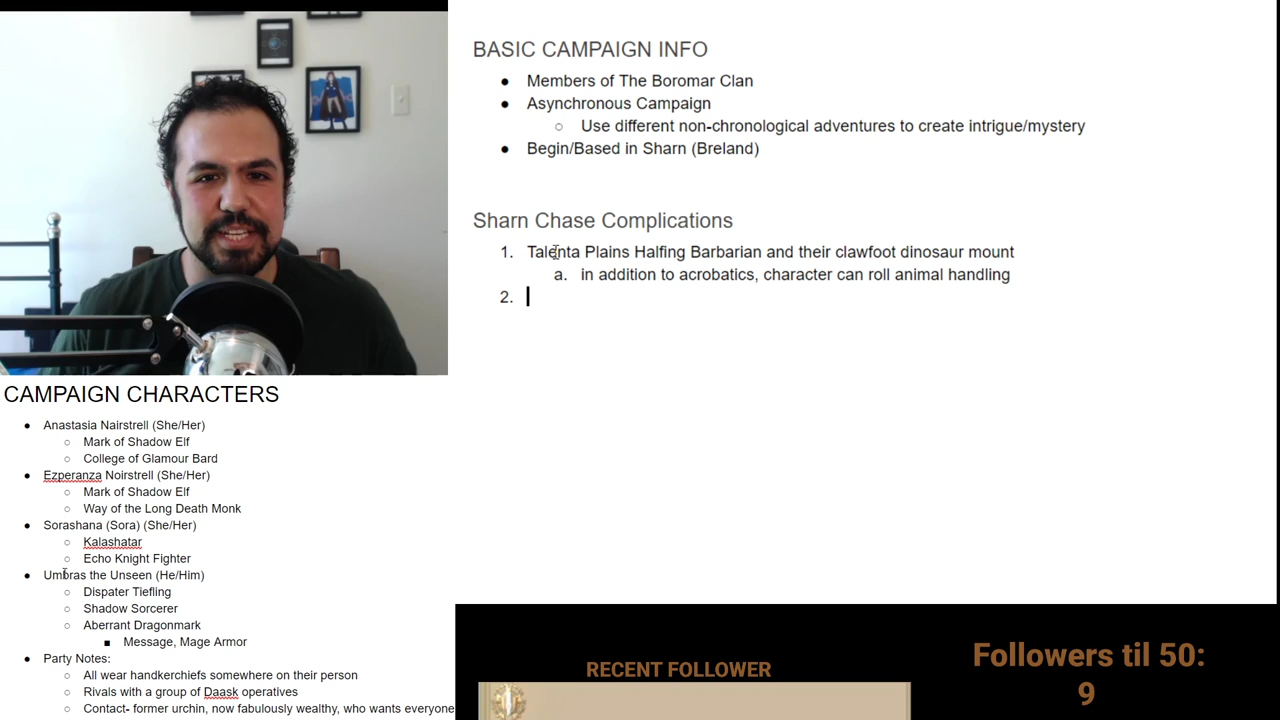 BASIC CAMPAIGN INFO
● Members of The Boromar Clan
● Asynchronous Campaign
○ Use different non-chronological adventures to create intrigue/mystery
● Begin/Based in Sharn (Breland)
Sharn Chase Complications
1. Talenta Plains Halfing Barbarian and their clawfoot dinosaur mount
a. in addition to acrobatics, character can roll animal handling
2.
CAMPAIGN CHARACTERS
● Anastasia Nairstrell (She/Her)
○ Mark of Shadow Elf
○ College of Glamour Bard
● Ezperanza Noirstrell (She/Her)
○ Mark of Shadow Elf
○ Way of the Long Death Monk
● Sorashana (Sora) (She/Her)
○ Kalashatar
○ Echo Knight Fighter
● Umbras the Unseen (He/Him)
○ Dispater Tiefling
○ Shadow Sorcerer
○ Aberrant Dragonmark
■ Message, Mage Armor
● Party Notes:
○ All wear handkerchiefs somewhere on their person
○ Rivals with a group of Daask operatives
○ Contact- former urchin, now fabulously wealthy, who wants everyone
RECENT FOLLOWER
Followers til 50:
9